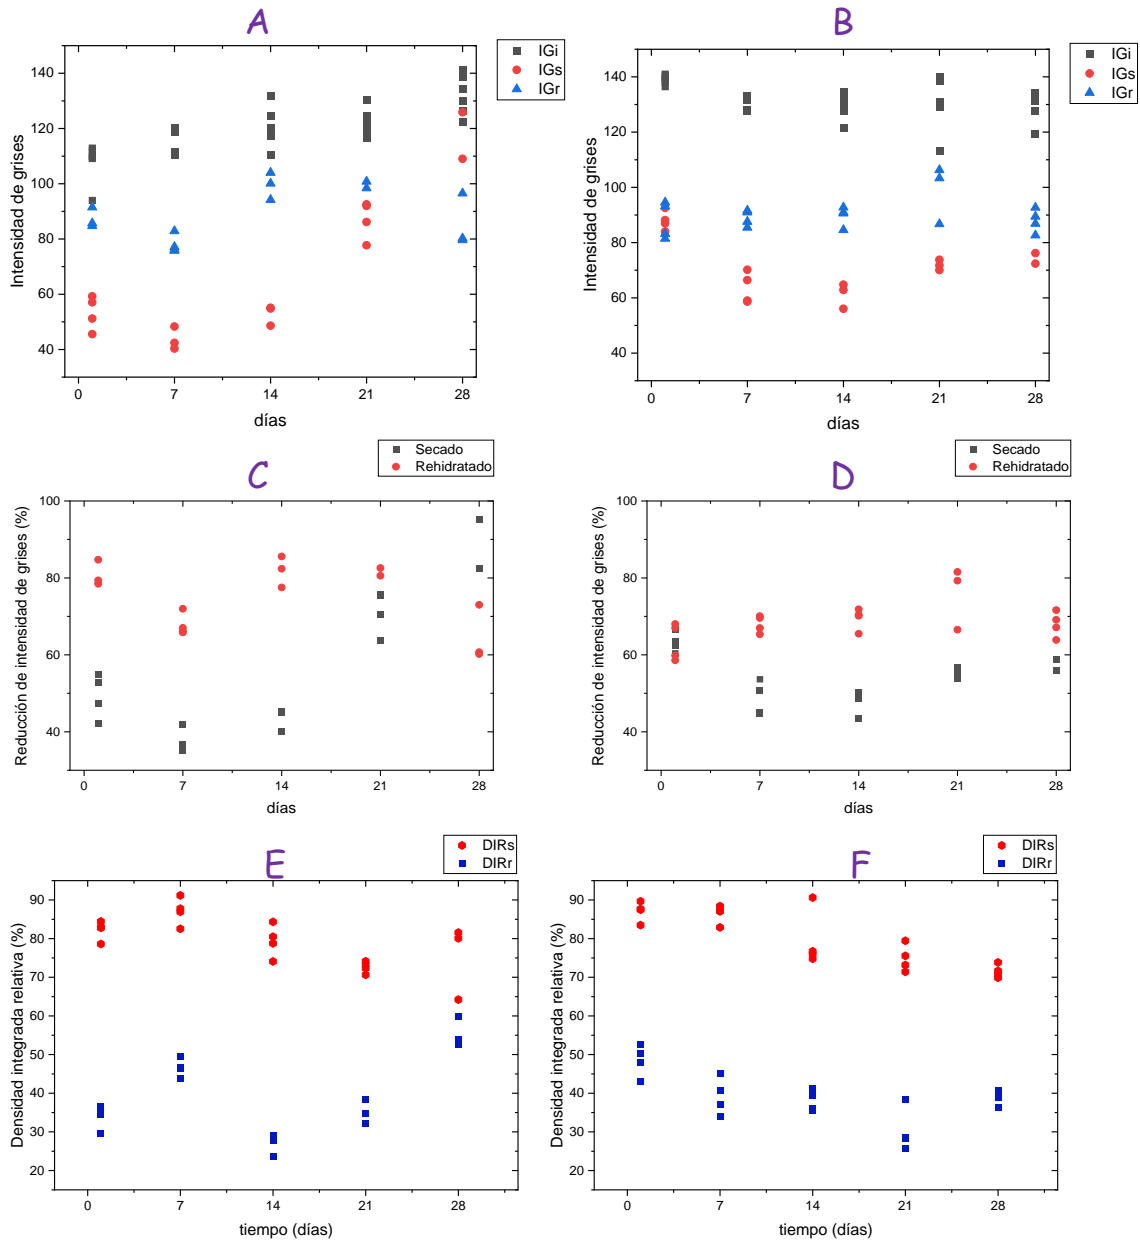 A
IGi
IGs
IGr
Intensidad de grises
140
120
100
80
60
40
0 7 14 21 28
días
B
IGi
IGs
IGr
Intensidad de grises
140
120
100
80
60
40
0 7 14 21 28
días
C
Secado
Rehidratado
Reducción de intensidad de grises (%)
100
80
60
40
0 7 14 21 28
días
D
Secado
Rehidratado
Reducción de intensidad de grises (%)
100
80
60
40
0 7 14 21 28
días
E
DIRs
DIRr
Densidad integrada relativa (%)
90
80
70
60
50
40
30
20
0 7 14 21 28
tiempo (días)
F
DIRs
DIRr
Densidad integrada relativa (%)
90
80
70
60
50
40
30
20
0 7 14 21 28
tiempo (días)